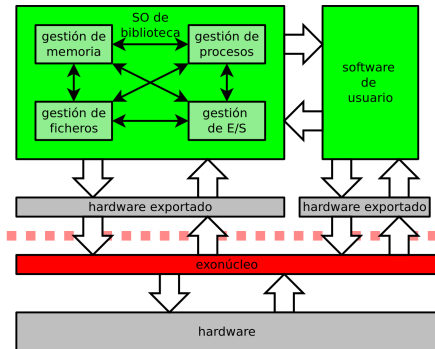 SO de
biblioteca
gestión de
memoria
gestión de
procesos
gestión de
ficheros
gestión
de E/S
software
de
usuario
hardware exportado
hardware exportado
exonúcleo
hardware